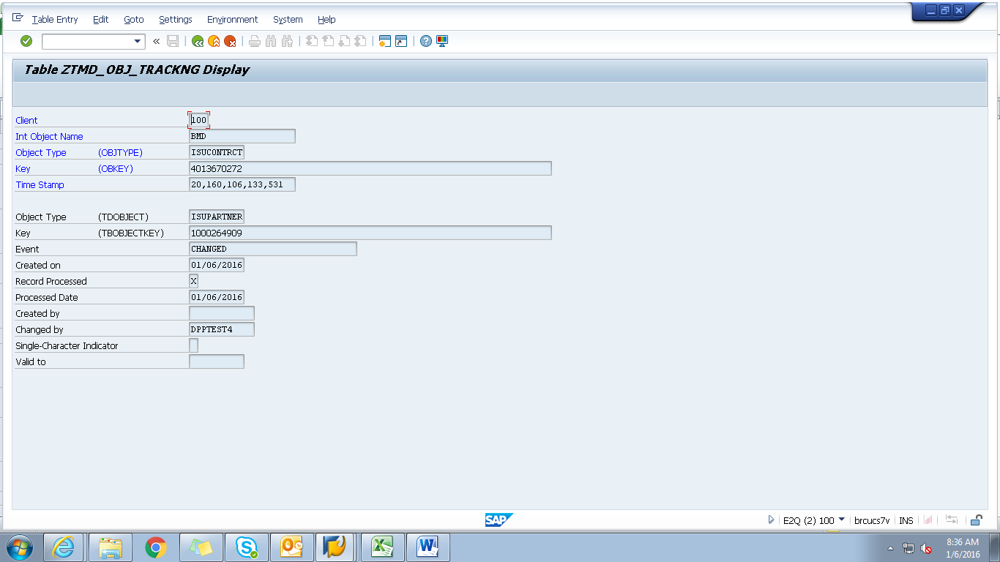 Table Entry Edit Goto Settings Environment System Help
Table ZTMD_OBJ_TRACKNG Display
Client 100
Int Object Name BMD
Object Type (OBJTYPE) ISUCONTRCT
Key (OBKEY) 4013670272
Time Stamp 20,160,106,133,531
Object Type (TDOBJECT) ISUPARTNER
Key (TBOBJECTKEY) 1000264909
Event CHANGED
Created on 01/06/2016
Record Processed X
Processed Date 01/06/2016
Created by
Changed by DPPTEST4
Single-Character Indicator
Valid to
SAP E2Q (2) 100 brcucs7v INS
8:36 AM
1/6/2016